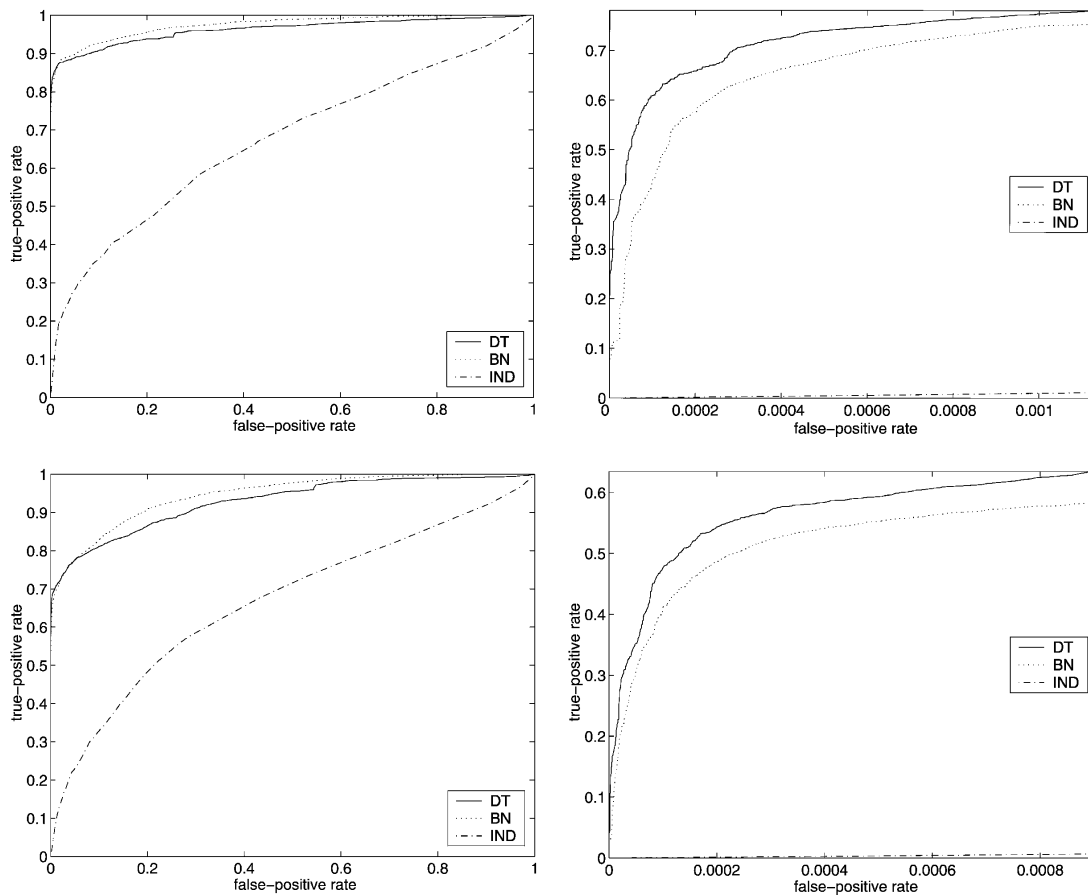 1
0.9
0.8
0.7
0.6
0.5
0.4
0.3
0.2
0.1
0
0 0.2 0.4 0.6 0.8 1
false-positive rate
true-positive rate
DT
BN
IND
0.7
0.6
0.5
0.4
0.3
0.2
0.1
0
0 0.0002 0.0004 0.0006 0.0008 0.001
false-positive rate
true-positive rate
DT
BN
IND
1
0.9
0.8
0.7
0.6
0.5
0.4
0.3
0.2
0.1
0
0 0.2 0.4 0.6 0.8 1
false-positive rate
true-positive rate
DT
BN
IND
0.6
0.5
0.4
0.3
0.2
0.1
0
0 0.0002 0.0004 0.0006 0.0008
false-positive rate
true-positive rate
DT
BN
IND